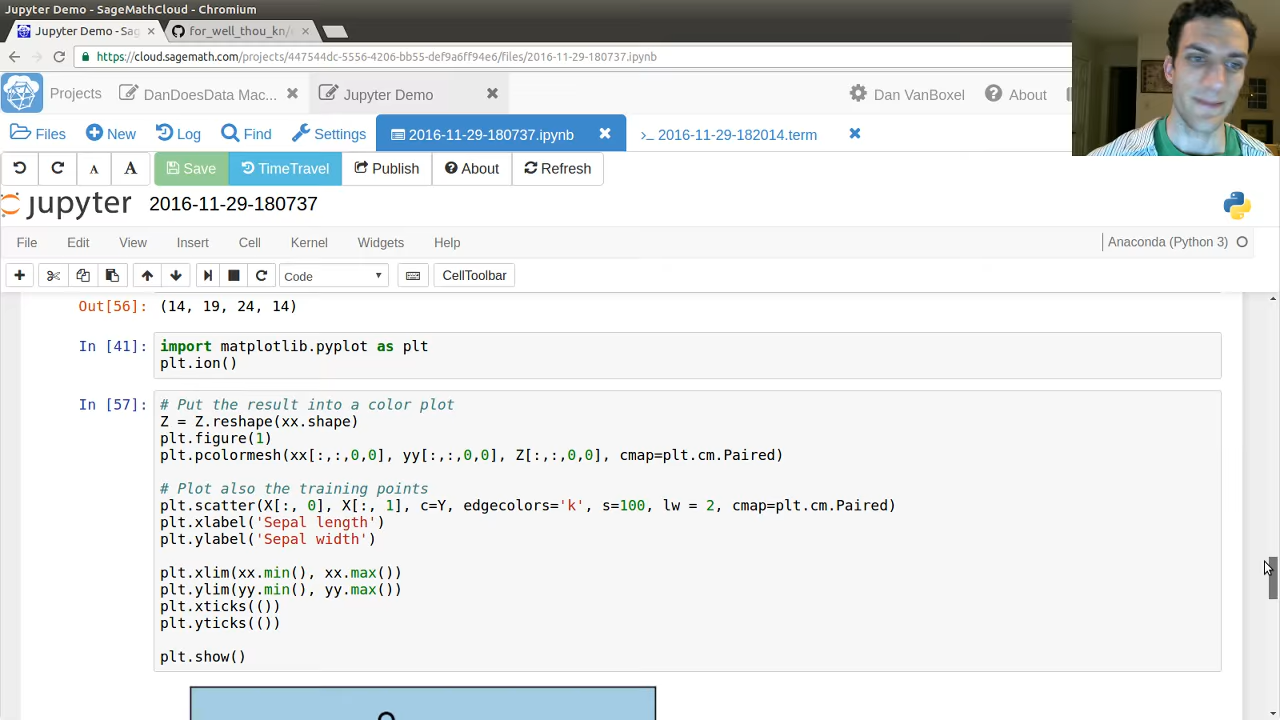 Jupyter Demo - SageMathCloud - Chromium
Jupyter Demo - Sag × for_well_thou_kn/ ×
https://cloud.sagemath.com/projects/447544dc-5556-4206-bb55-def9a6ff94e6/files/2016-11-29-180737.ipynb
Projects DanDoesData Mac... Jupyter Demo Dan VanBoxel About
Files New Log Find Settings 2016-11-29-180737.ipynb >_ 2016-11-29-182014.term
A A Save TimeTravel Publish About Refresh
jupyter 2016-11-29-180737
File Edit View Insert Cell Kernel Widgets Help Anaconda (Python 3)
Code CellToolbar
Out[56]: (14, 19, 24, 14)
In [41]: import matplotlib.pyplot as plt
plt.ion()
In [57]: # Put the result into a color plot
Z = Z.reshape(xx.shape)
plt.figure(1)
plt.pcolormesh(xx[:,:,0,0], yy[:,:,0,0], Z[:,:,0,0], cmap=plt.cm.Paired)
# Plot also the training points
plt.scatter(X[:, 0], X[:, 1], c=Y, edgecolors='k', s=100, lw = 2, cmap=plt.cm.Paired)
plt.xlabel('Sepal length')
plt.ylabel('Sepal width')
plt.xlim(xx.min(), xx.max())
plt.ylim(yy.min(), yy.max())
plt.xticks(())
plt.yticks(())
plt.show()